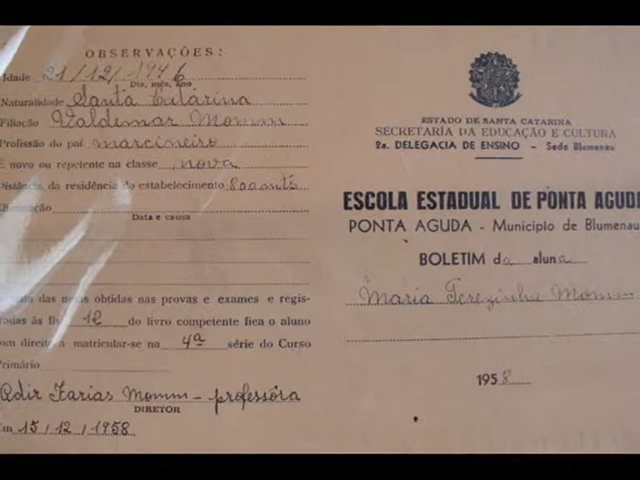 OBSERVAÇÕES:
Idade 21/12/1946
Dia, mês, ano
Naturalidade Santa Catarina
Filiação Waldemar Momm
Profissão do pai marcineiro
É novo ou repetente na classe nova
Distância da residência do estabelecimento 800 mts
Eliminação
Data e causa
das notas obtidas nas provas e exames e regis-
tradas às fls 12 do livro competente fica o aluno
com direito a matricular-se na 4ª série do Curso
Primário
Adir Farias Momm - professôra
DIRETOR
Em 15/12/1958
ESTADO DE SANTA CATARINA
SECRETARIA DA EDUCAÇÃO E CULTURA
2a. DELEGACIA DE ENSINO - Sede Blumenau
ESCOLA ESTADUAL DE PONTA AGUDA
PONTA AGUDA - Município de Blumenau
BOLETIM da aluna
Maria Terezinha Momm
1958